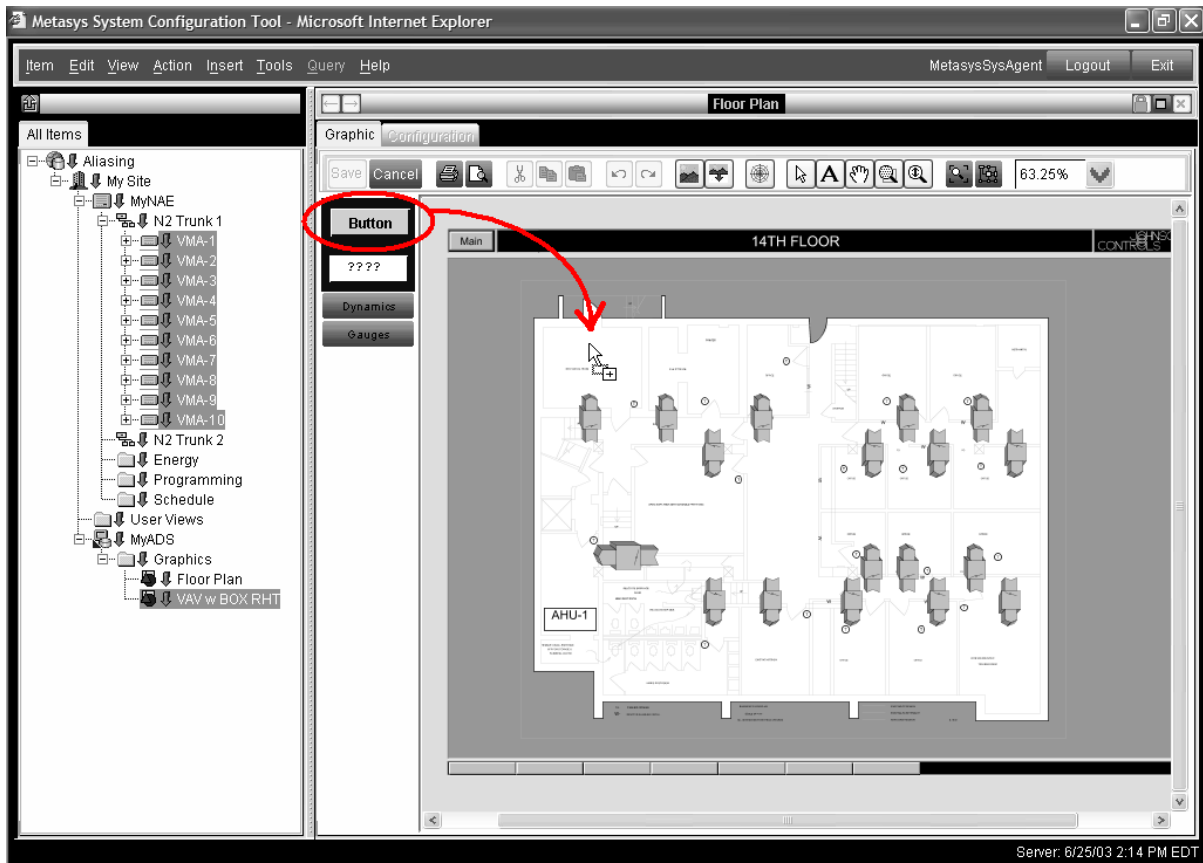 Metasys System Configuration Tool - Microsoft Internet Explorer
Item Edit View Action Insert Tools Query Help
MetasysSysAgent Logout Exit
Floor Plan
All Items
Graphic Configuration
Aliasing
My Site
MyNAE
N2 Trunk 1
VMA-1
VMA-2
VMA-3
VMA-4
VMA-5
VMA-6
VMA-7
VMA-8
VMA-9
VMA-10
N2 Trunk 2
Energy
Programming
Schedule
User Views
MyADS
Graphics
Floor Plan
VAV w BOX RHT
Save Cancel
A
63.25%
Button
????
Dynamics
Gauges
Main
14TH FLOOR
CONTROLS
AHU-1
Server: 6/25/03 2:14 PM EDT